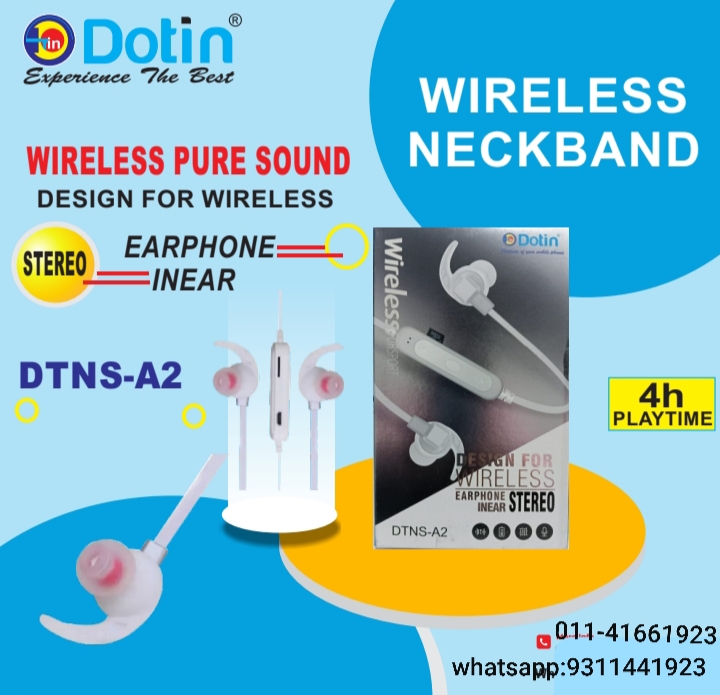 in
Dotin®
Experience The Best
WIRELESS
NECKBAND
WIRELESS PURE SOUND
DESIGN FOR WIRELESS
STEREO
EARPHONE
INEAR
DTNS-A2
Dotin
Wireless
DESIGN FOR
WIRELESS
EARPHONE
INEAR STEREO
DTNS-A2
4h
PLAYTIME
011-41661923
whatsapp:9311441923